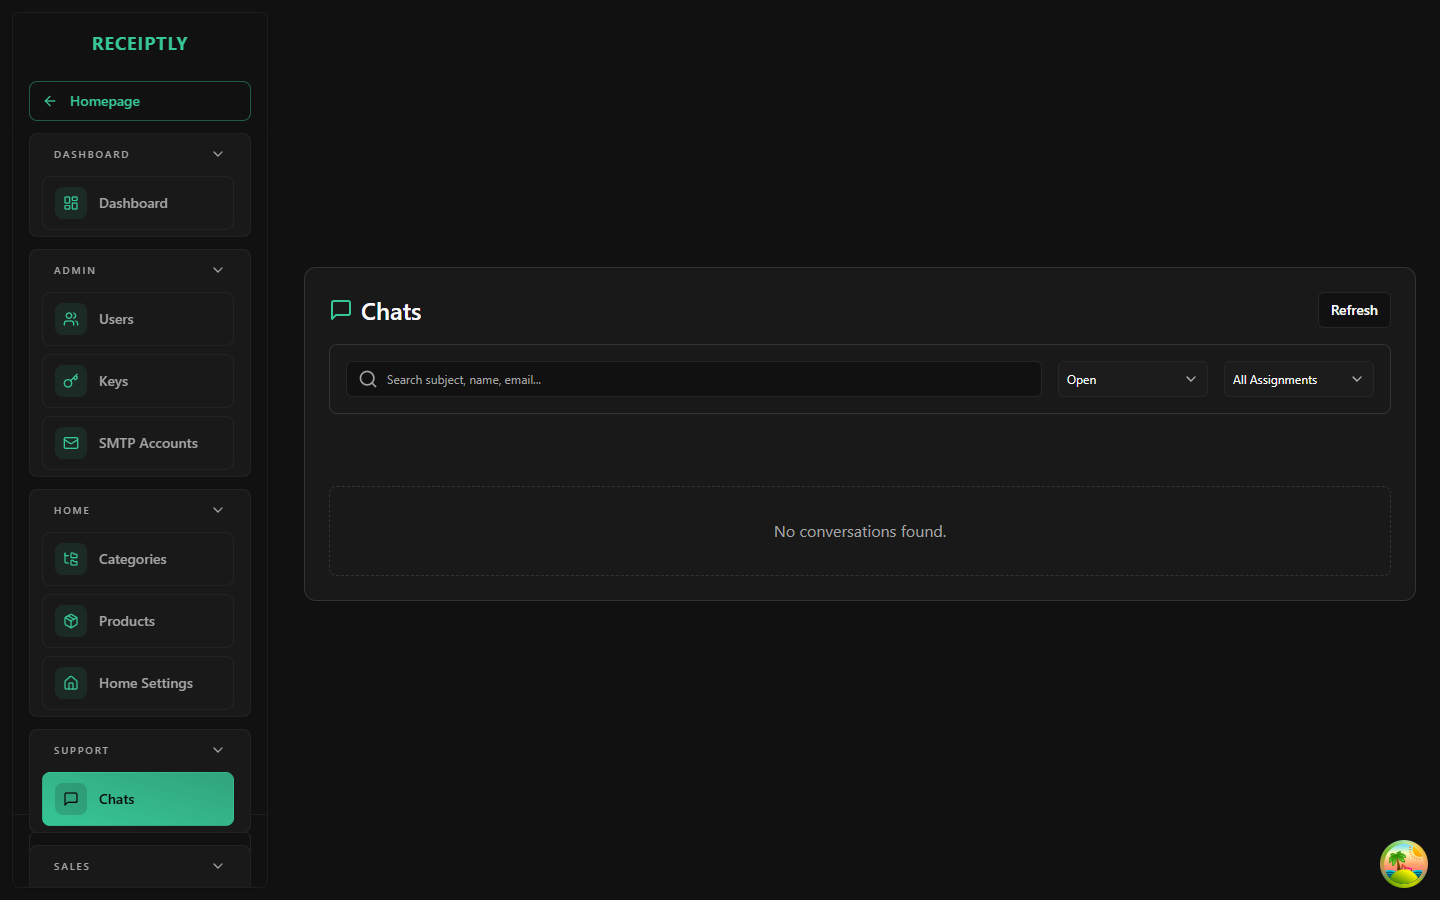 RECEIPTLY
Homepage
DASHBOARD
Dashboard
ADMIN
Users
Keys
SMTP Accounts
HOME
Categories
Products
Home Settings
SUPPORT
Chats
SALES
Chats
Refresh
Search subject, name, email...
Open
All Assignments
No conversations found.